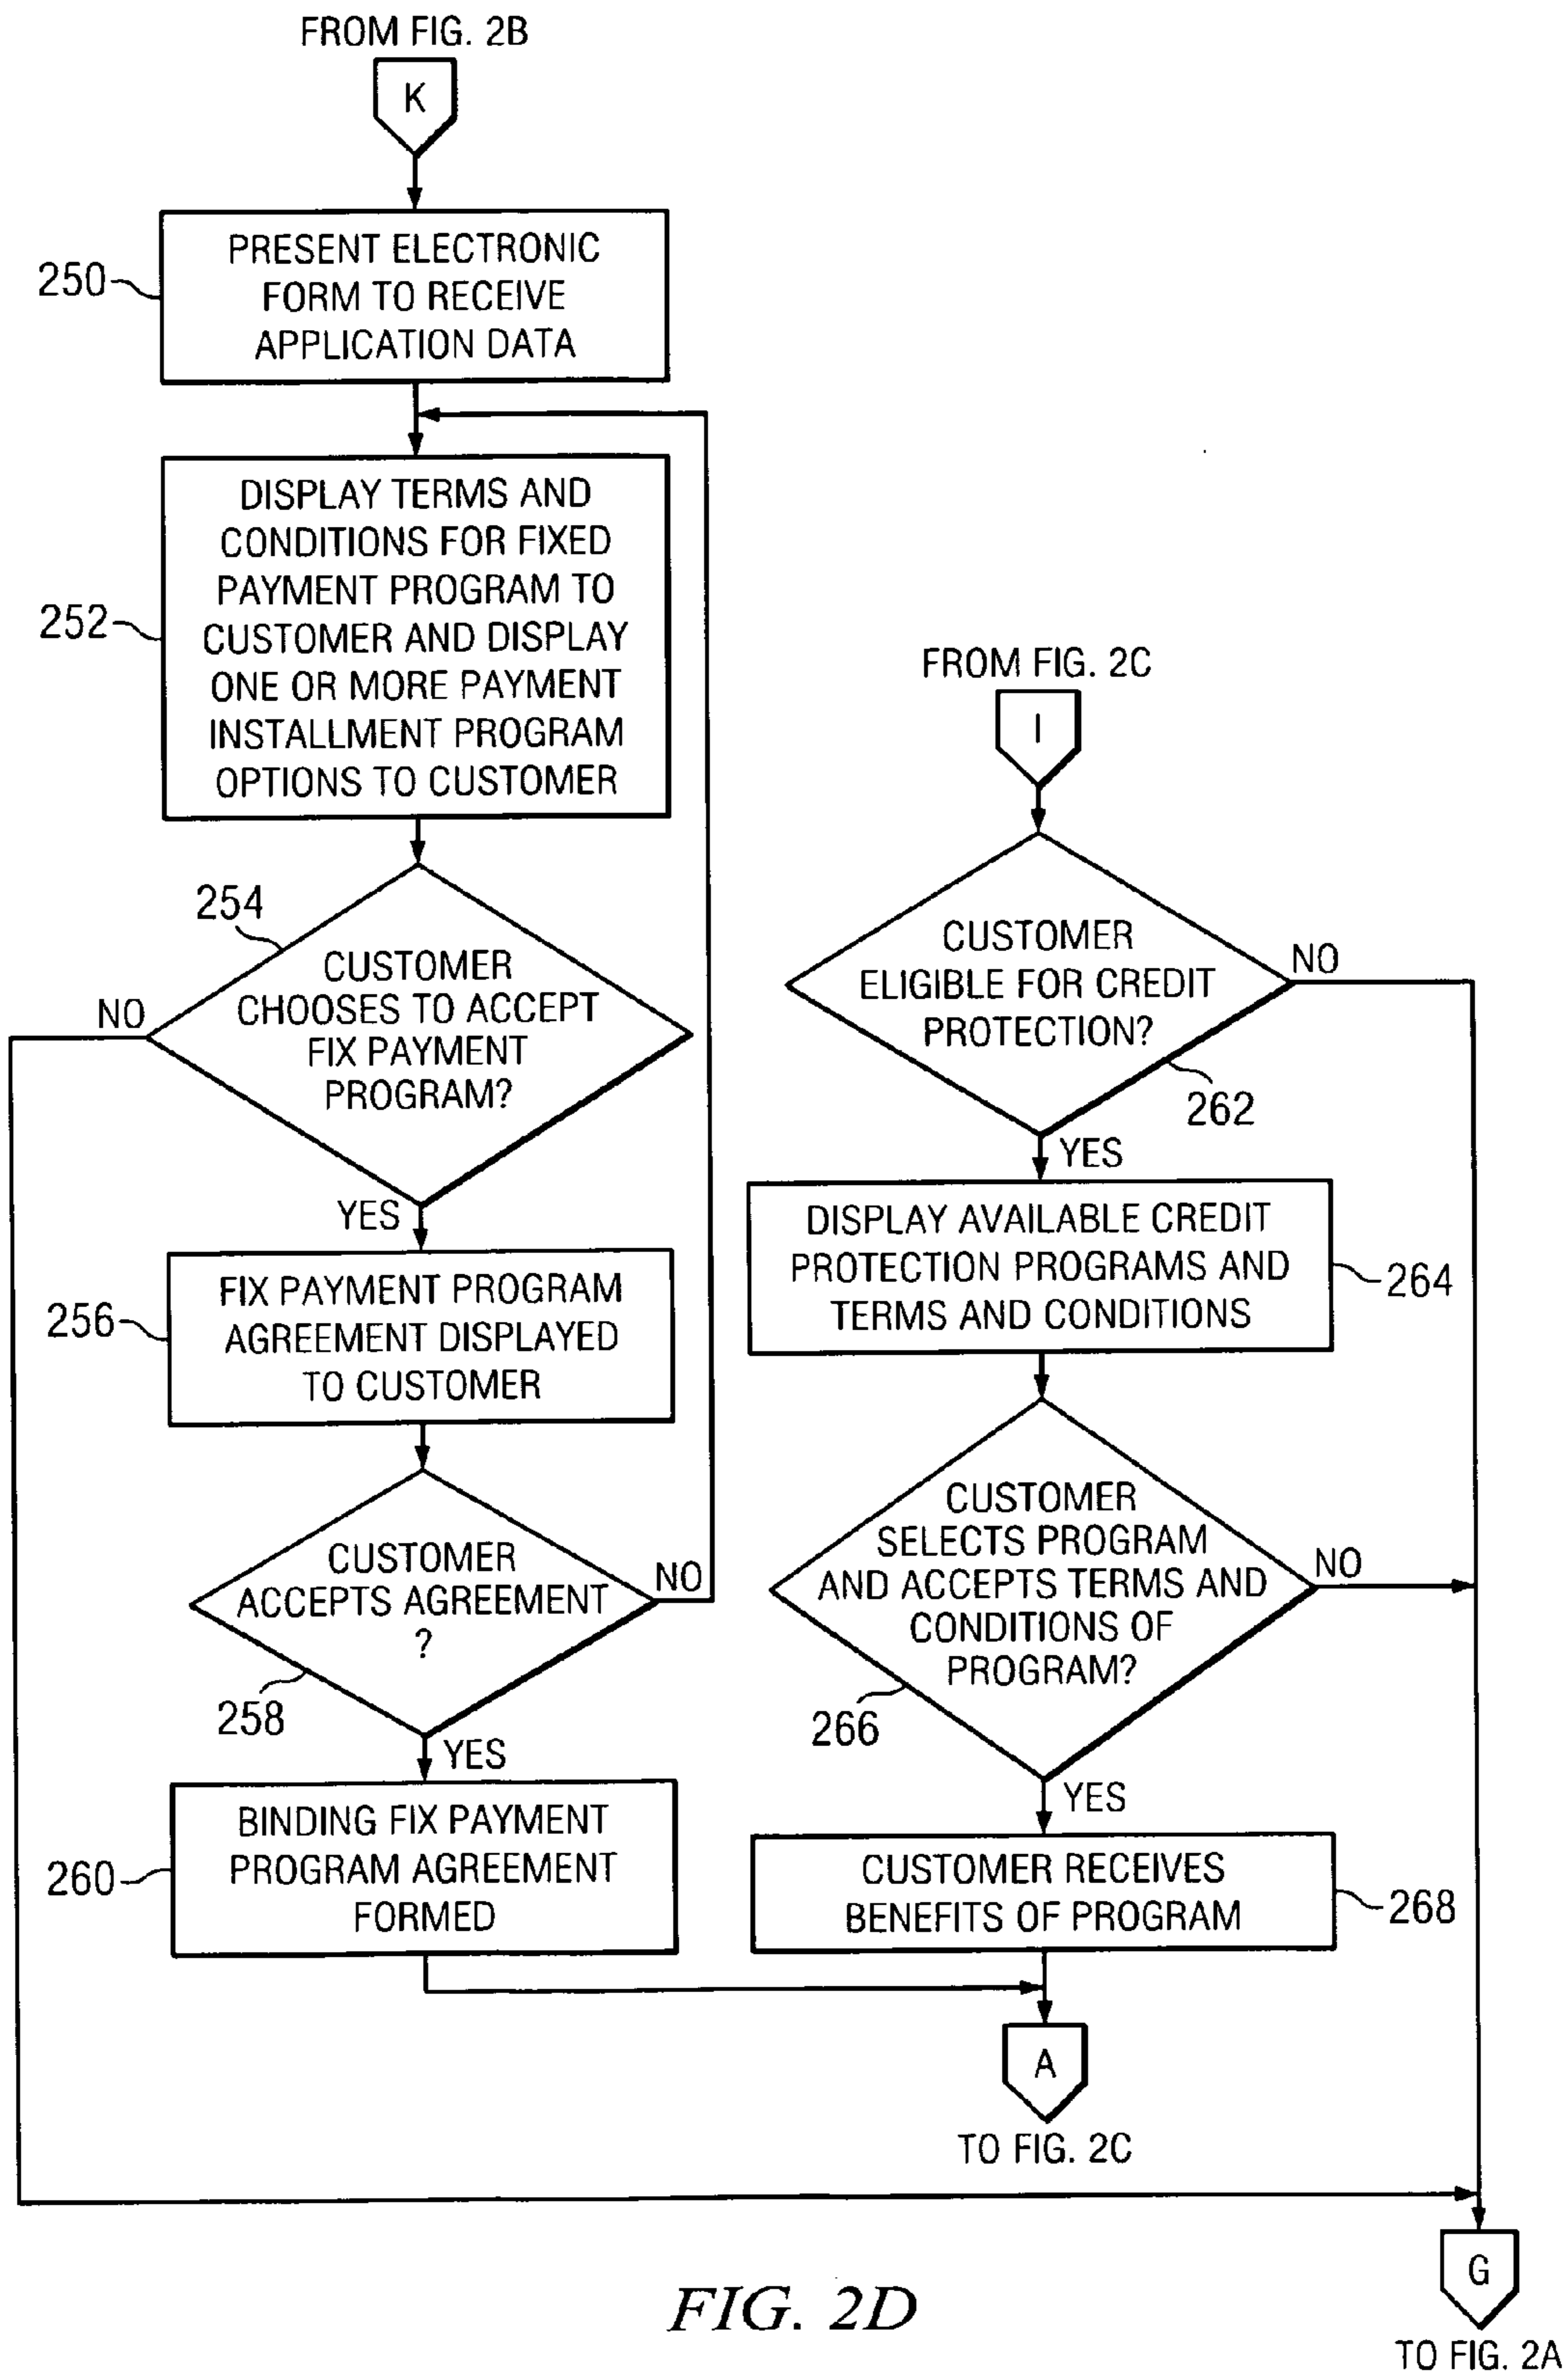 FROM FIG. 2B
K
250
PRESENT ELECTRONIC
FORM TO RECEIVE
APPLICATION DATA
252
DISPLAY TERMS AND
CONDITIONS FOR FIXED
PAYMENT PROGRAM TO
CUSTOMER AND DISPLAY
ONE OR MORE PAYMENT
INSTALLMENT PROGRAM
OPTIONS TO CUSTOMER
254
CUSTOMER
CHOOSES TO ACCEPT
FIX PAYMENT
PROGRAM?
NO
YES
256
FIX PAYMENT PROGRAM
AGREEMENT DISPLAYED
TO CUSTOMER
CUSTOMER
ACCEPTS AGREEMENT
?
NO
258
YES
260
BINDING FIX PAYMENT
PROGRAM AGREEMENT
FORMED
FROM FIG. 2C
I
CUSTOMER
ELIGIBLE FOR CREDIT
PROTECTION?
NO
262
YES
DISPLAY AVAILABLE CREDIT
PROTECTION PROGRAMS AND
TERMS AND CONDITIONS
264
CUSTOMER
SELECTS PROGRAM
AND ACCEPTS TERMS AND
CONDITIONS OF
PROGRAM?
NO
266
YES
CUSTOMER RECEIVES
BENEFITS OF PROGRAM
268
A
TO FIG. 2C
G
TO FIG. 2A
FIG. 2D